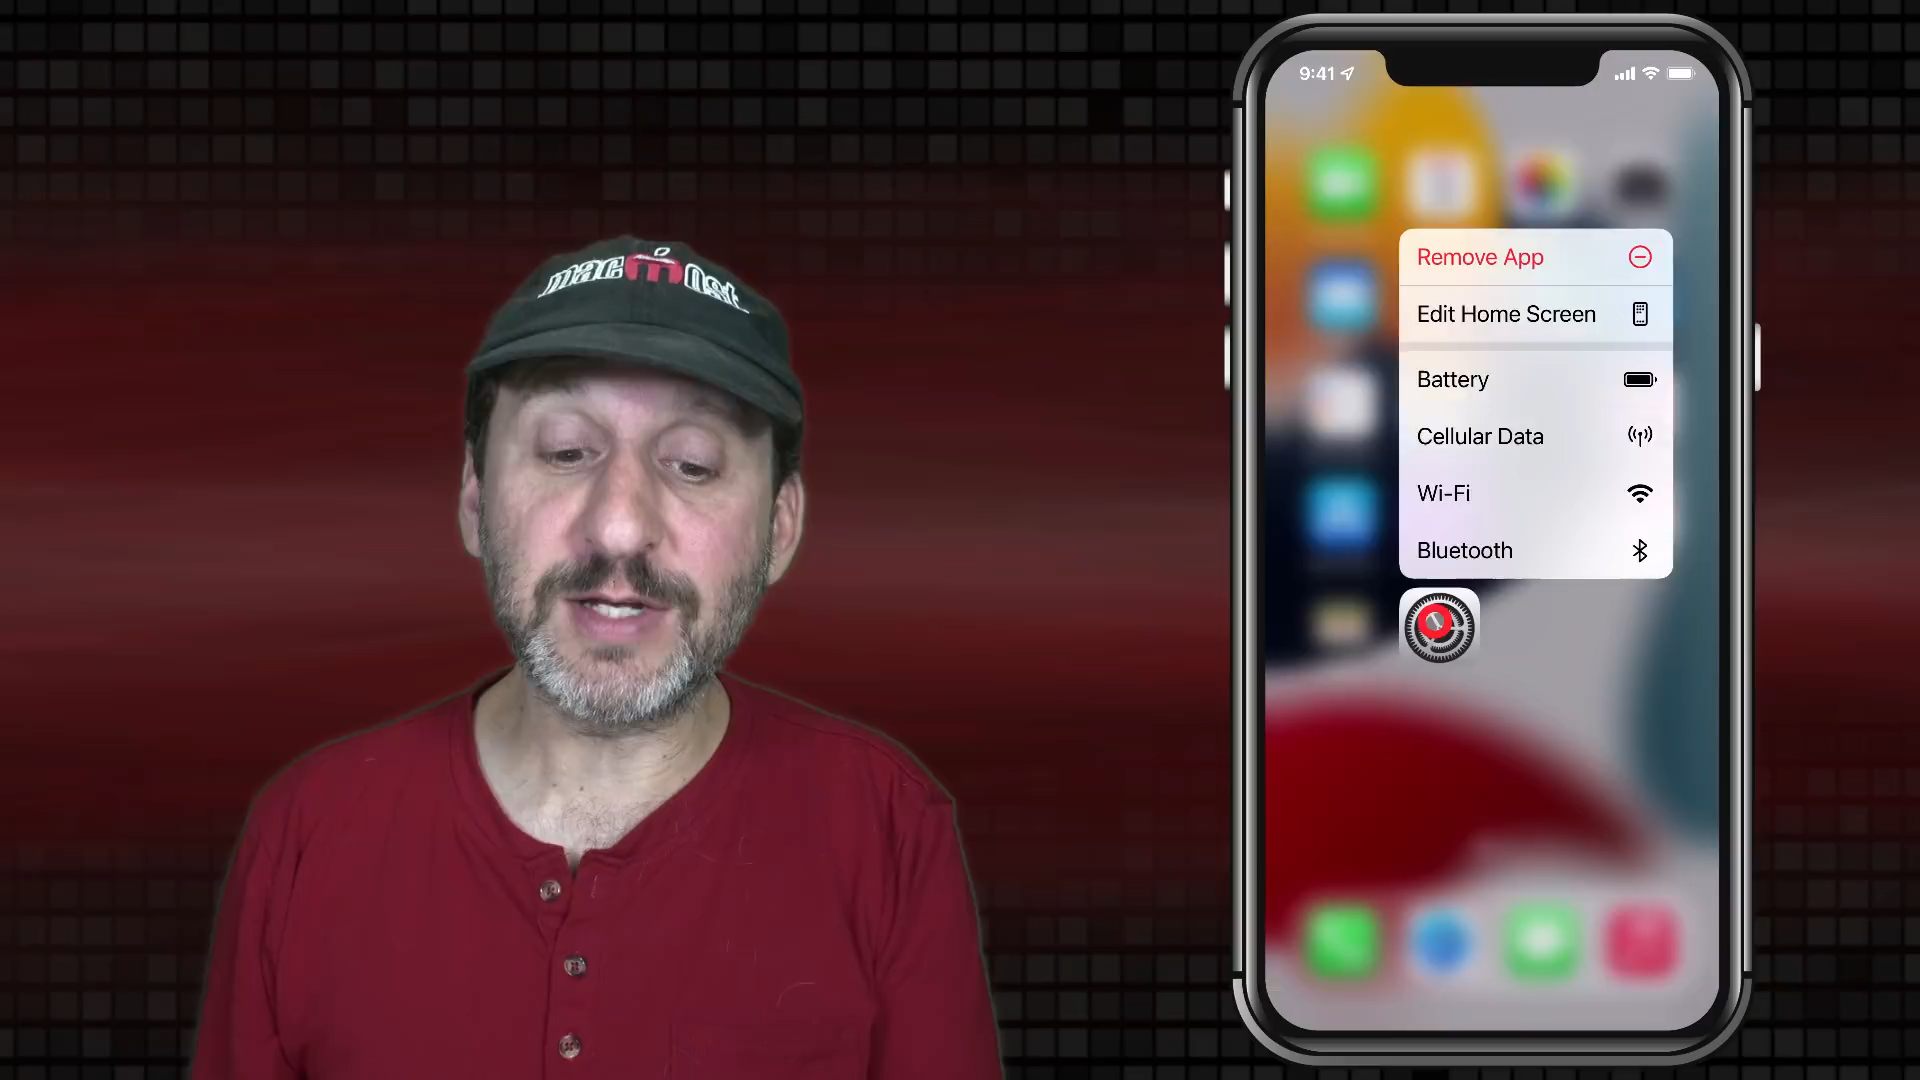 macmost
9:41
Remove App
Edit Home Screen
Battery
Cellular Data
Wi-Fi
Bluetooth